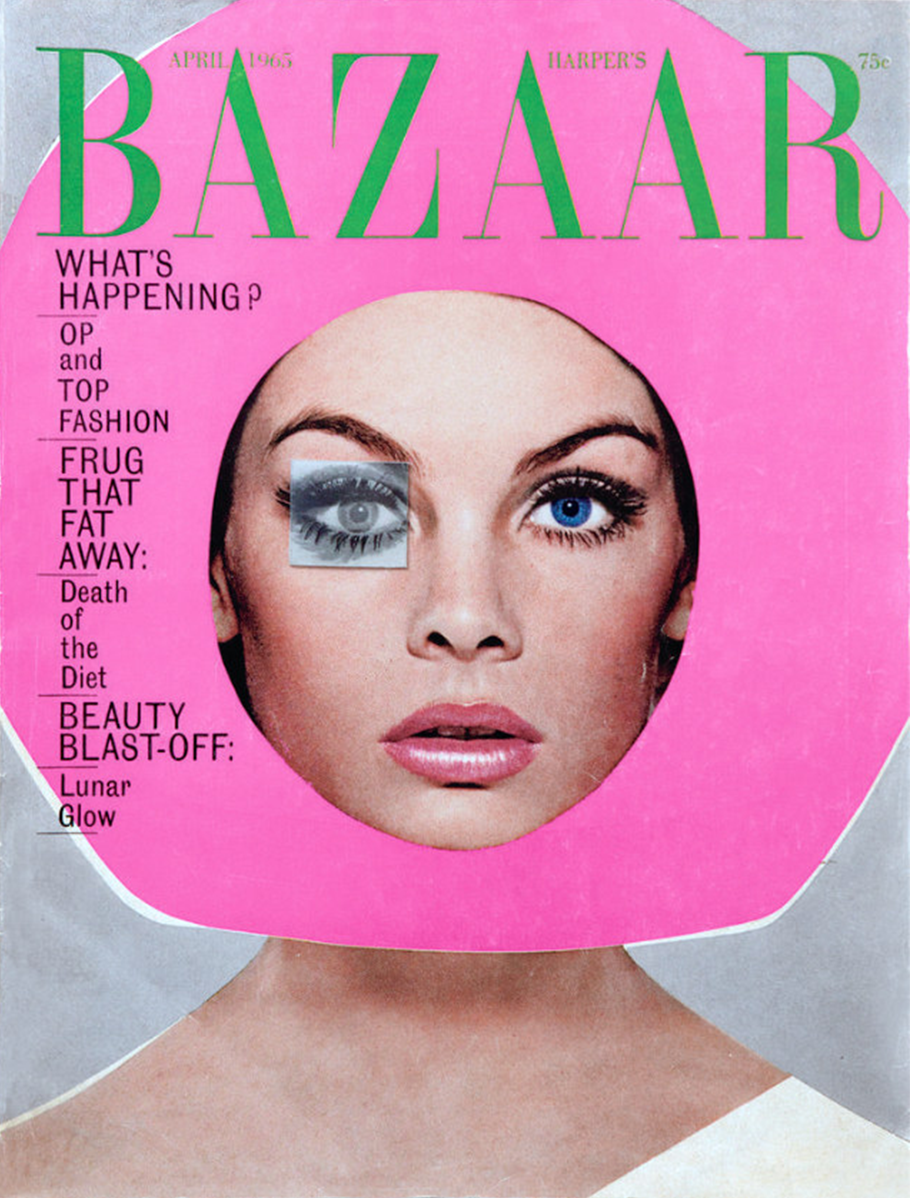 APRIL 1965 HARPER'S 75c
BAZAAR
WHAT'S
HAPPENING?
OP
and
TOP
FASHION
FRUG
THAT
FAT
AWAY:
Death
of
the
Diet
BEAUTY
BLAST-OFF:
Lunar
Glow